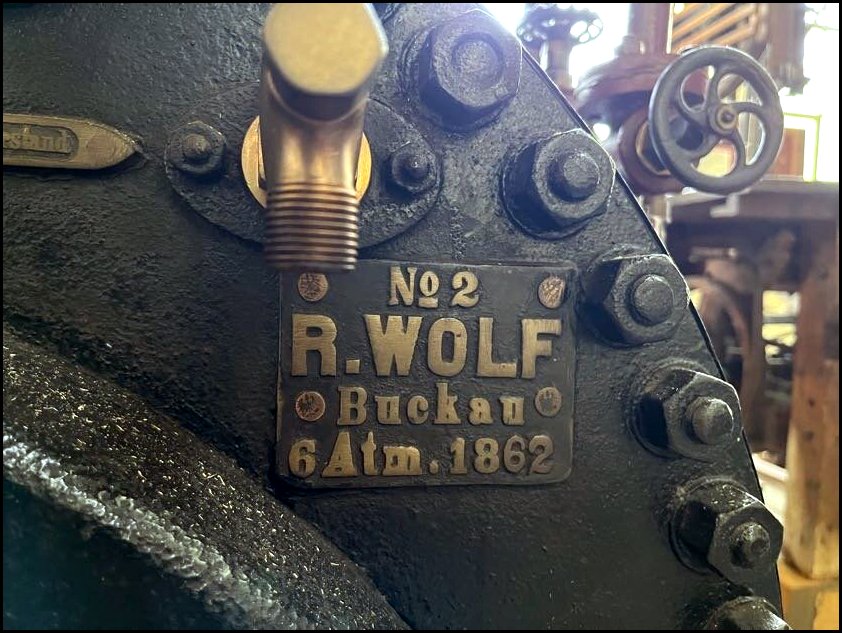 № 2
R. WOLF
Buckau
6 Atm. 1862